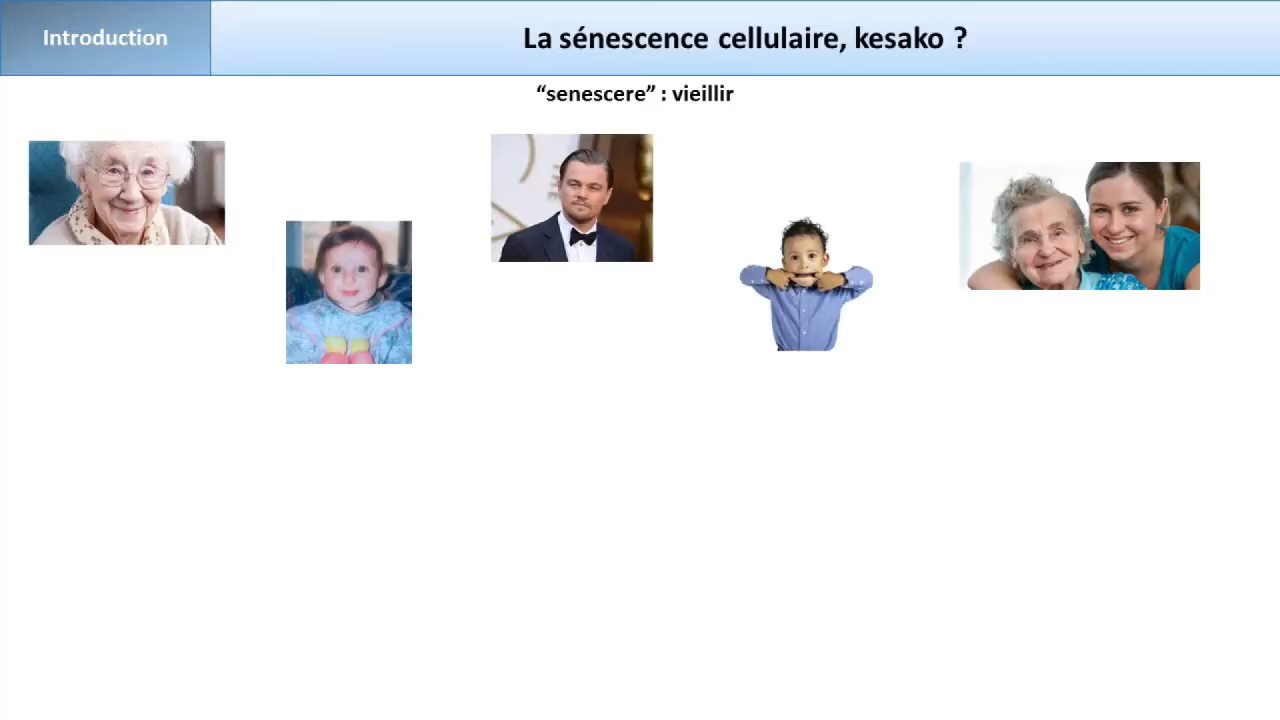 Introduction
La sénescence cellulaire, kesako ?
“senescere” : vieillir